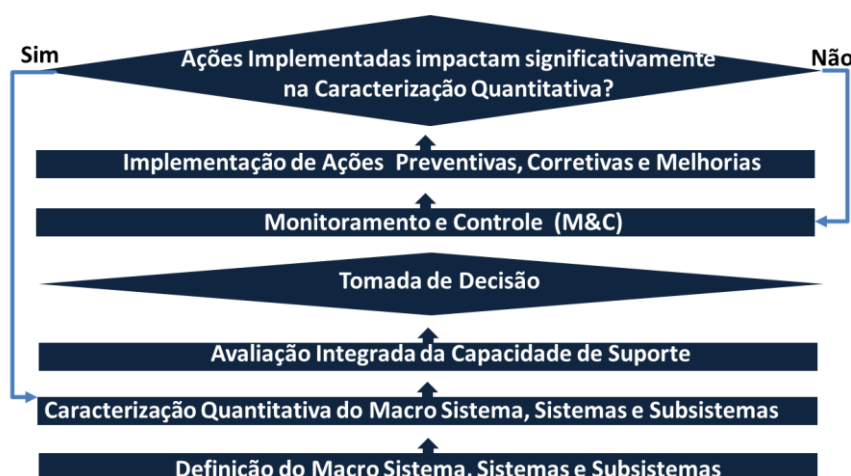 Sim
Ações Implementadas impactam significativamente
na Caracterização Quantitativa?
Não
Implementação de Ações Preventivas, Corretivas e Melhorias
Monitoramento e Controle (M&C)
Tomada de Decisão
Avaliação Integrada da Capacidade de Suporte
Caracterização Quantitativa do Macro Sistema, Sistemas e Subsistemas
Definição do Macro Sistema, Sistemas e Subsistemas